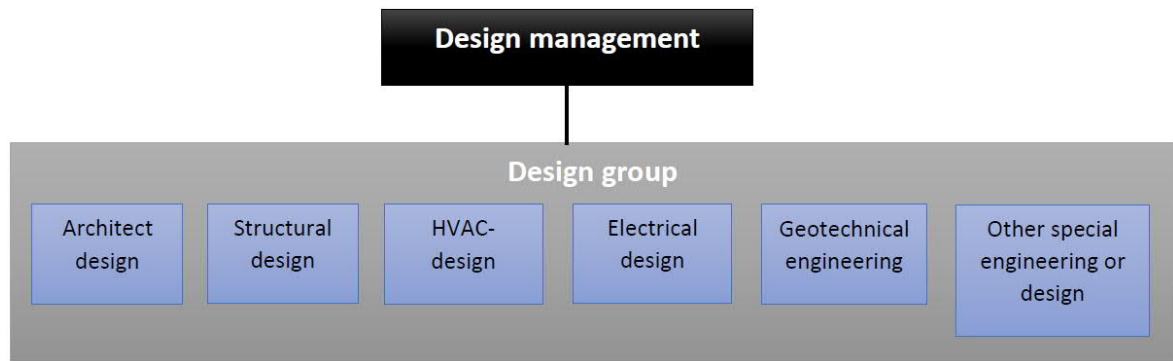 Design management
Design group
Architect
design
Structural
design
HVAC-
design
Electrical
design
Geotechnical
engineering
Other special
engineering or
design